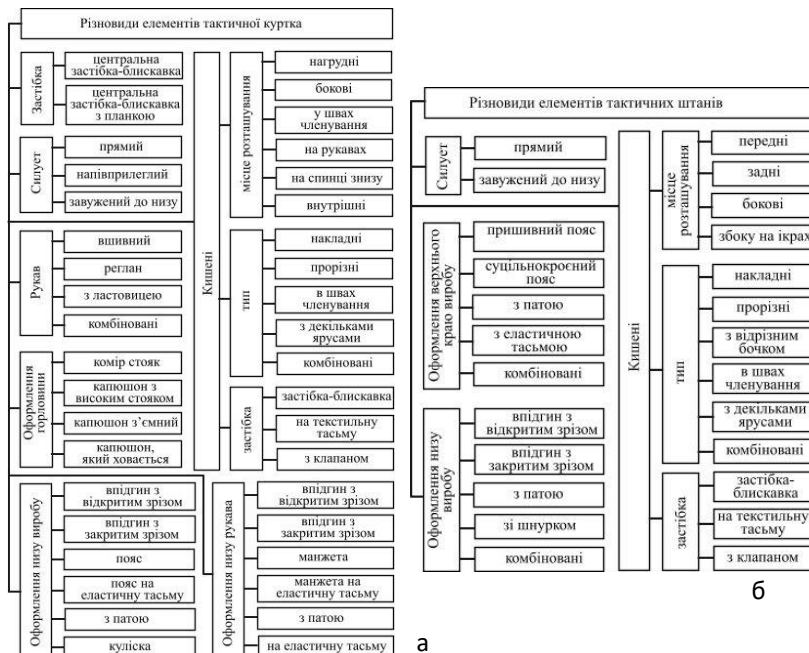 Різновиди елементів тактичної куртка
Застібка
центральна
застібка-блискавка
центральна
застібка-блискавка
з планкою
Силует
прямий
напівприлеглий
завужений до низу
Рукав
вшивний
реглан
з ластовицею
комбіновані
Оформлення
горловини
комір стояк
капюшон з
високим стояком
капюшон з’ємний
капюшон,
який ховається
Оформлення низу виробу
впідгин з
відкритим зрізом
впідгин з
закритим зрізом
пояс
пояс на
еластичну тасьму
з патою
куліска
Кишені
місце розташування
нагрудні
бокові
у швах
членування
на рукавах
на спинці знизу
внутрішні
тип
накладні
прорізні
в швах
членування
з декільками
ярусами
комбіновані
застібка
застібка-блискавка
на текстильну
тасьму
з клапаном
Оформлення низу рукава
впідгин з
відкритим зрізом
впідгин з
закритим зрізом
манжета
манжета на
еластичну тасьму
з патою
на еластичну тасьму
а
Різновиди елементів тактичних штанів
Силует
прямий
завужений до низу
Оформлення верхнього
краю виробу
пришивний пояс
суцільнокроєний
пояс
з патою
з еластичною
тасьмою
комбіновані
Оформлення низу
виробу
впідгин з
відкритим зрізом
впідгин з
закритим зрізом
з патою
зі шнурком
комбіновані
Кишені
місце
розташування
передні
задні
бокові
збоку на ікрах
тип
накладні
прорізні
з відрізним
бочком
в швах
членування
з декільками
ярусами
комбіновані
застібка
застібка-
блискавка
на текстильну
тасьму
з клапаном
б